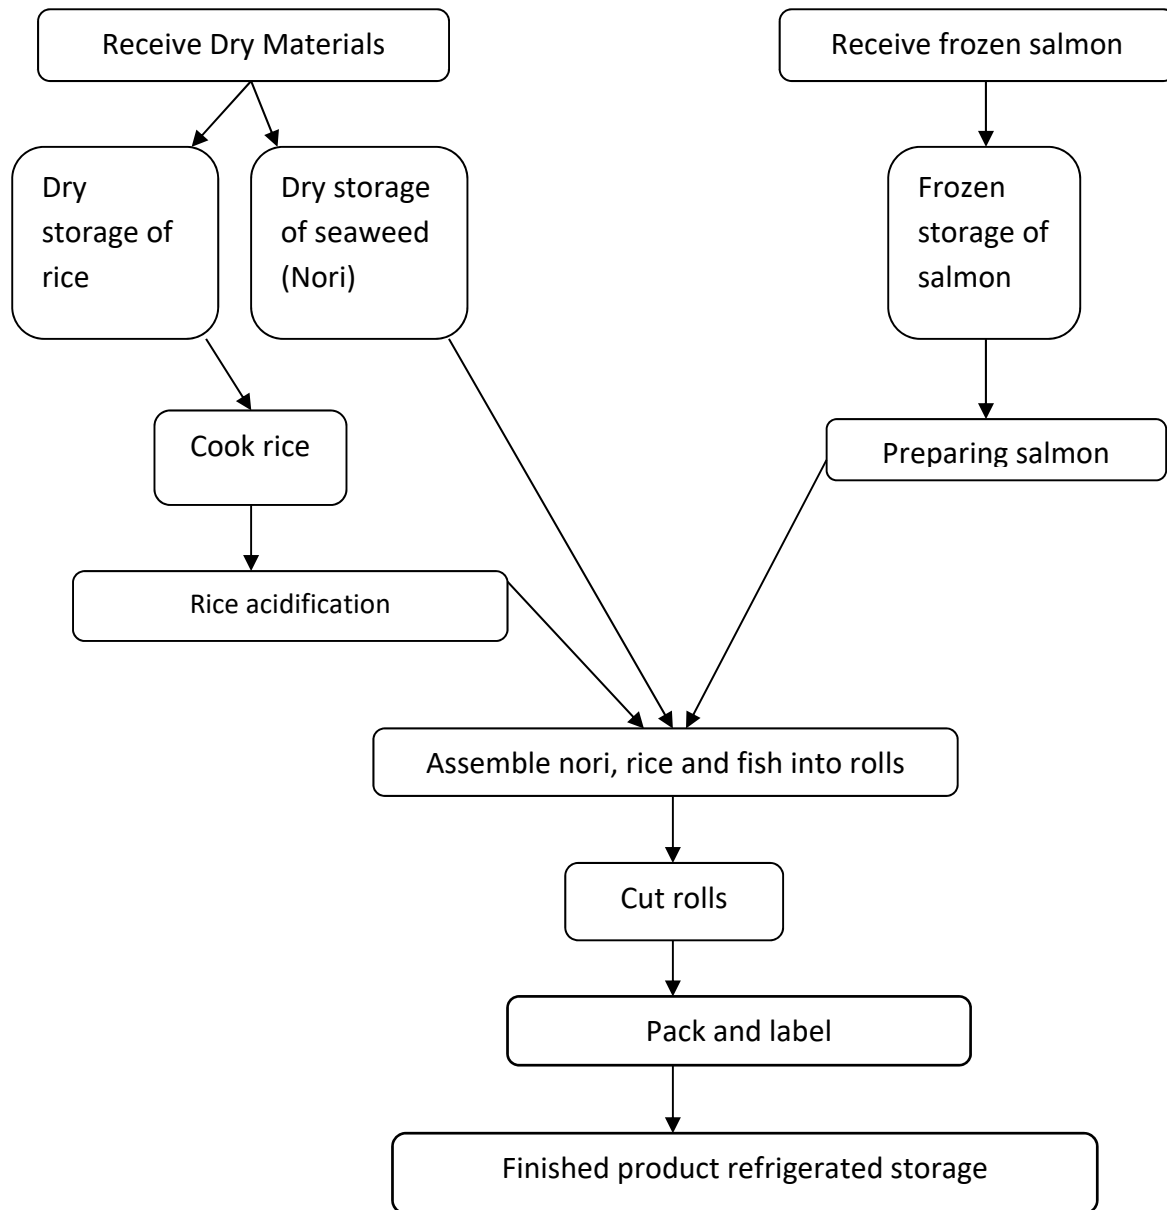 Receive Dry Materials
Receive frozen salmon
Dry
storage of
rice
Dry storage
of seaweed
(Nori)
Frozen
storage of
salmon
Cook rice
Preparing salmon
Rice acidification
Assemble nori, rice and fish into rolls
Cut rolls
Pack and label
Finished product refrigerated storage